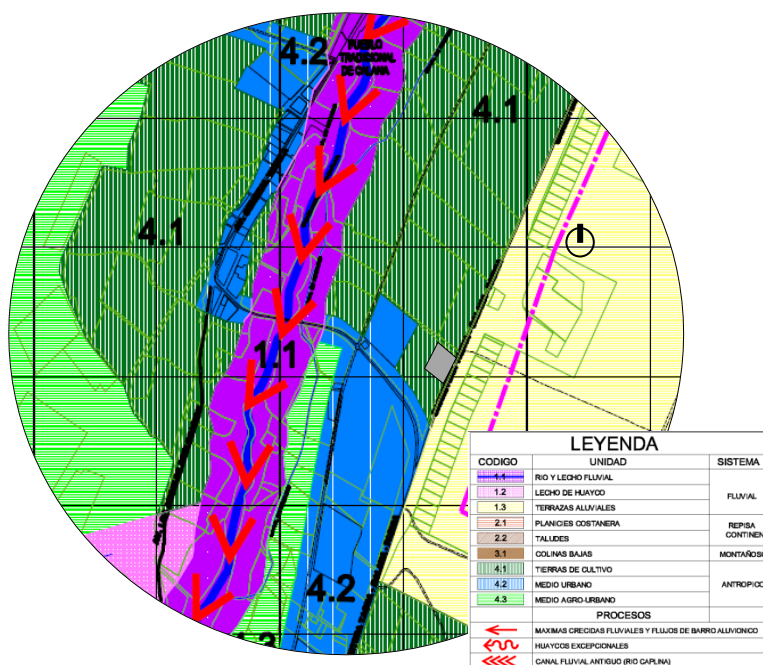 4.2
PUEBLO
TRADICIONAL
DE CALANA
4.1
4.1
I
1.1
4.2
4.3
LEYENDA
CODIGO UNIDAD SISTEMA
1.1 RIO Y LECHO FLUVIAL
1.2 LECHO DE HUAYCO FLUVIAL
1.3 TERRAZAS ALUVIALES
2.1 PLANICIES COSTANERA REPISA
2.2 TALUDES CONTINEN
3.1 COLINAS BAJAS MONTAÑOSO
4.1 TIERRAS DE CULTIVO
4.2 MEDIO URBANO ANTROPICO
4.3 MEDIO AGRO-URBANO
PROCESOS
MAXIMAS CRECIDAS FLUVIALES Y FLUJOS DE BARRO ALUVIONICO
HUAYCOS EXCEPCIONALES
CANAL FLUVIAL ANTIGUO (RIO CAPLINA)